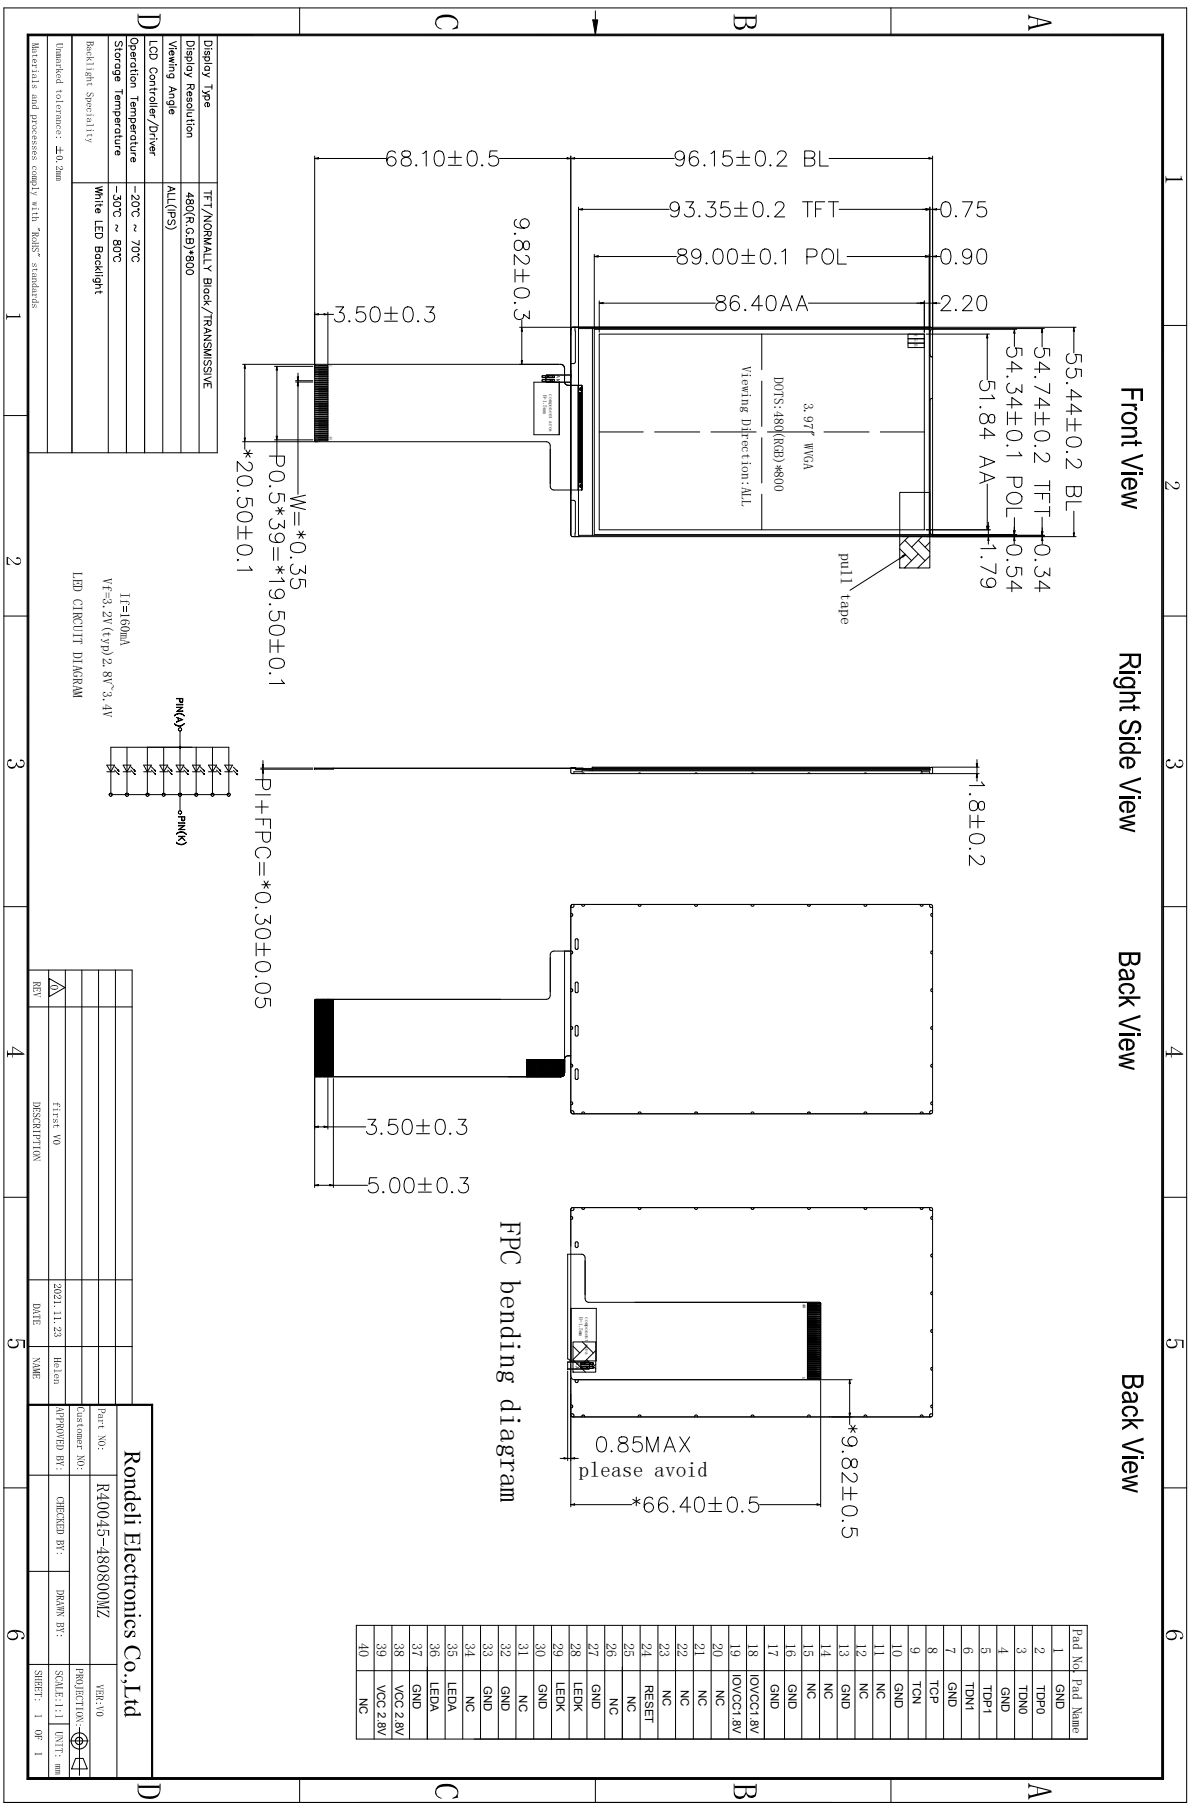 1
2
3
4
5
6
A
B
C
D
Front View
Right Side View
Back View
Back View
55.44±0.2 BL
54.74±0.2 TFT
0.34
54.34±0.1 POL
0.54
51.84 AA
1.79
96.15±0.2 BL
93.35±0.2 TFT
0.75
89.00±0.1 POL
0.90
86.40AA
2.20
68.10±0.5
9.82±0.3
3.50±0.3
3.97" WVGA
DOTS:480(RGB)*800
Viewing Direction:ALL
pull tape
component area
W=*0.35
P0.5*39=*19.50±0.1
*20.50±0.1
1.8±0.2
PI+FPC=*0.30±0.05
3.50±0.3
5.00±0.3
*9.82±0.5
0.85MAX
please avoid
*66.40±0.5
FPC bending diagram
Pad No. Pad Name
1 GND
2 TDP0
3 TDN0
4 GND
5 TDP1
6 TDN1
7 GND
8 TCP
9 TCN
10 GND
11 NC
12 NC
13 GND
14 NC
15 NC
16 GND
17 GND
18 IOVCC1.8V
19 IOVCC1.8V
20 NC
21 NC
22 NC
23 NC
24 RESET
25 NC
26 NC
27 GND
28 LEDK
29 LEDK
30 GND
31 NC
32 GND
33 GND
34 NC
35 LEDA
36 LEDA
37 GND
38 VCC 2.8V
39 VCC 2.8V
40 NC
Display Type TFT/NORMALLY Black/TRANSMISSIVE
Display Resolution 480(R.G.B)*800
Viewing Angle ALL(IPS)
LCD Controller/Driver
Operation Temperature -20℃ ~ 70℃
Storage Temperature -30℃ ~ 80℃
Backlight Speciality White LED Backlight
Unmarked tolerance: ±0.2mm
Materials and processes comply with "RoHS" standards
If=160mA
Vf=3.2V(typ)2.8V~3.4V
LED CIRCUIT DIAGRAM
PIN(A)
PIN(K)
0 first V0 2021.11.23 Helen
REV DESCRIPTION DATE NAME
Rondeli Electronics Co.,Ltd
Part NO: R40045-480800MZ VER:V0
Customer NO: PROJECTION:
APPROVED BY: CHECKED BY: DRAWN BY: SCALE:1:1 UNIT: mm
SHEET: 1 OF 1
1
2
3
4
5
6
A
B
C
D